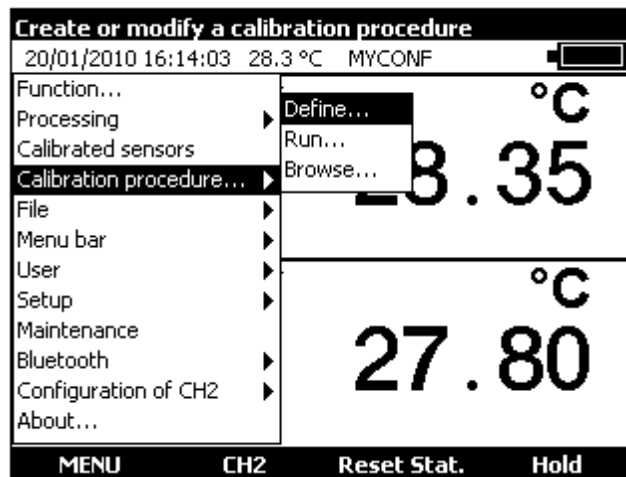 Create or modify a calibration procedure
20/01/2010 16:14:03 28.3 °C MYCONF
Function...
Processing
Calibrated sensors
Calibration procedure...
File
Menu bar
User
Setup
Maintenance
Bluetooth
Configuration of CH2
About...
Define...
Run...
Browse...
°C
28.35
°C
27.80
MENU CH2 Reset Stat. Hold